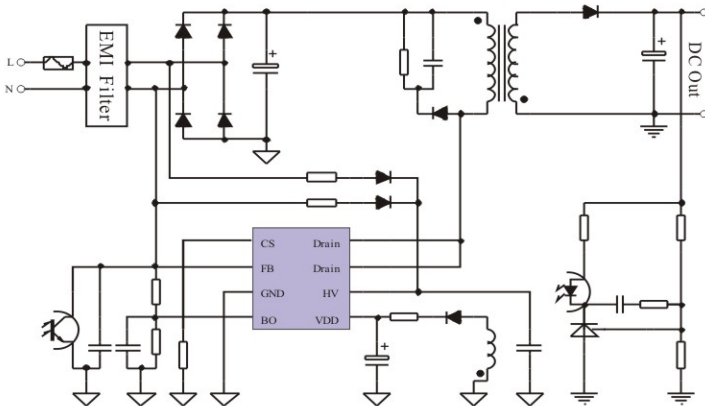 L
N
EMI Filter
+
+
DC Out
CS
Drain
FB
Drain
GND
HV
BO
VDD
+